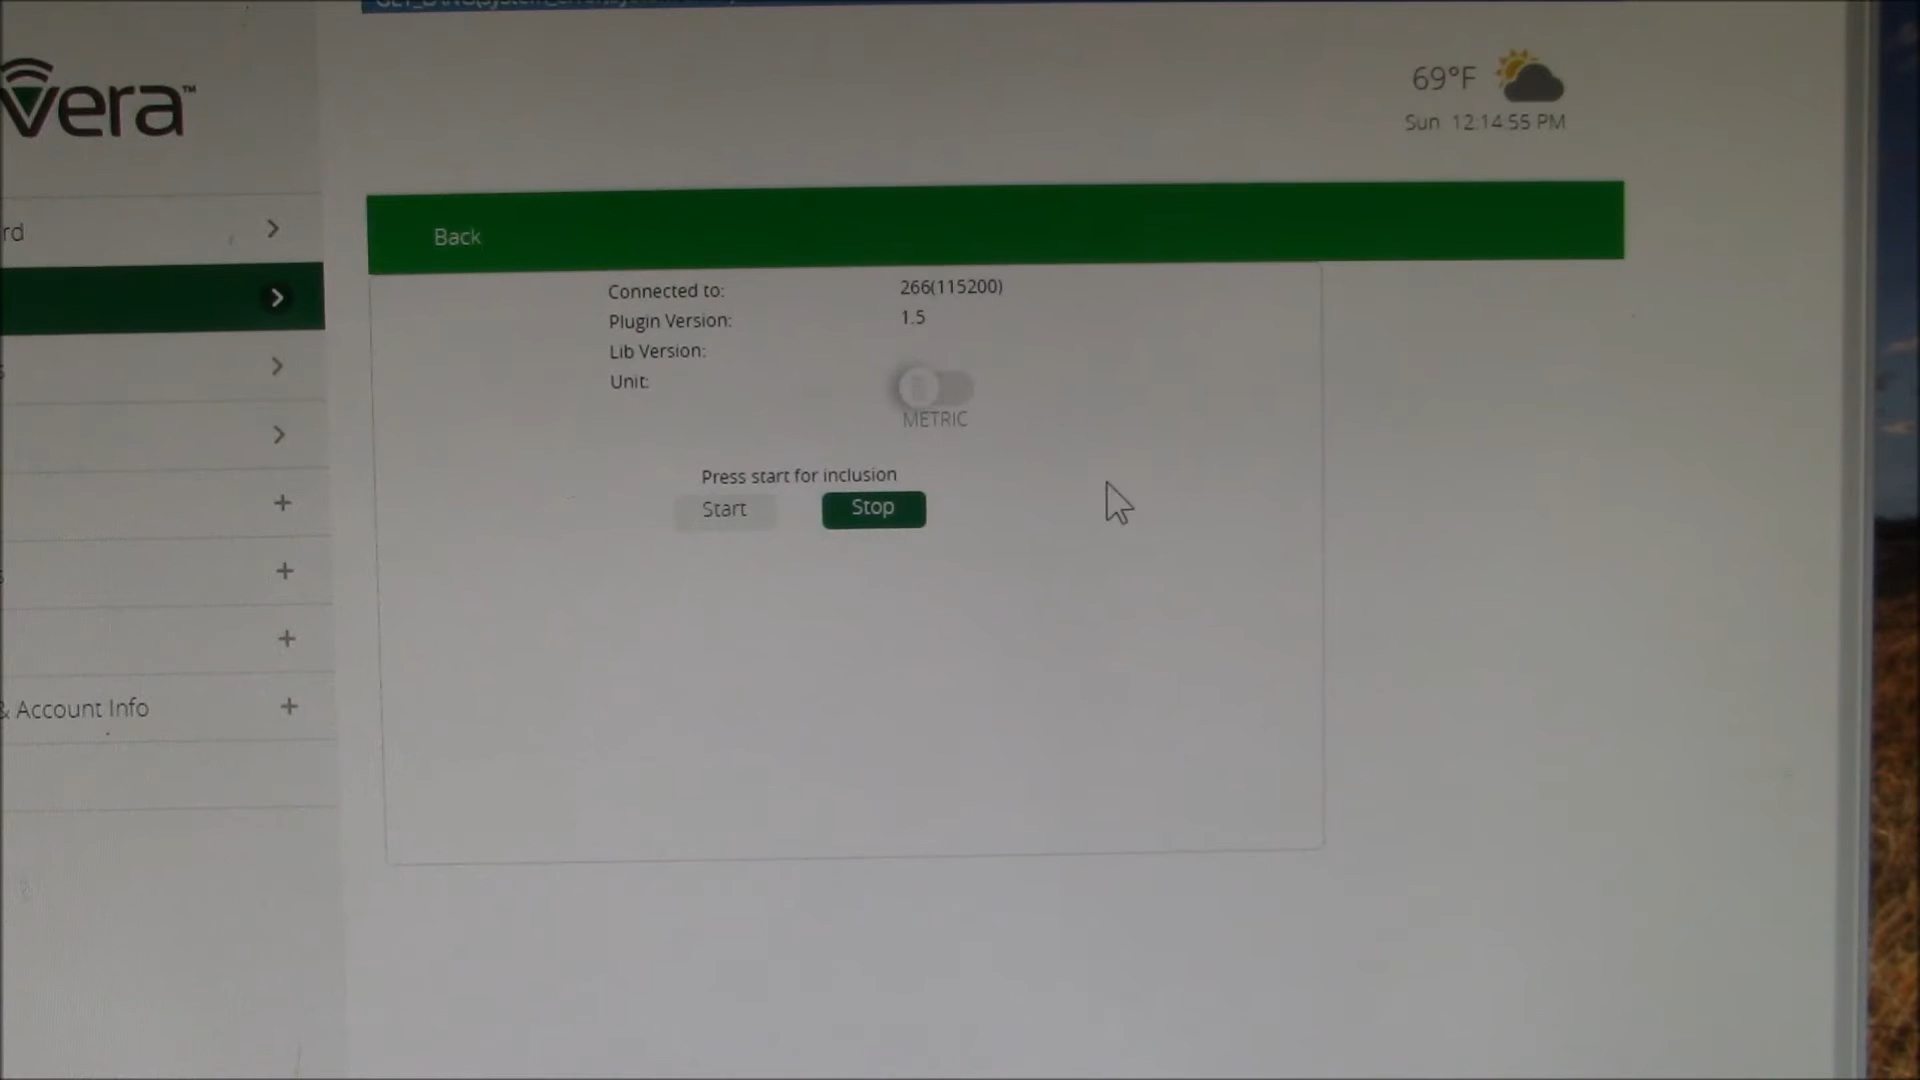 vera™
69°F
Sun 12:14:55 PM
rd
Back
Connected to: 266(115200)
Plugin Version: 1.5
Lib Version:
Unit:
METRIC
Press start for inclusion
Start Stop
& Account Info